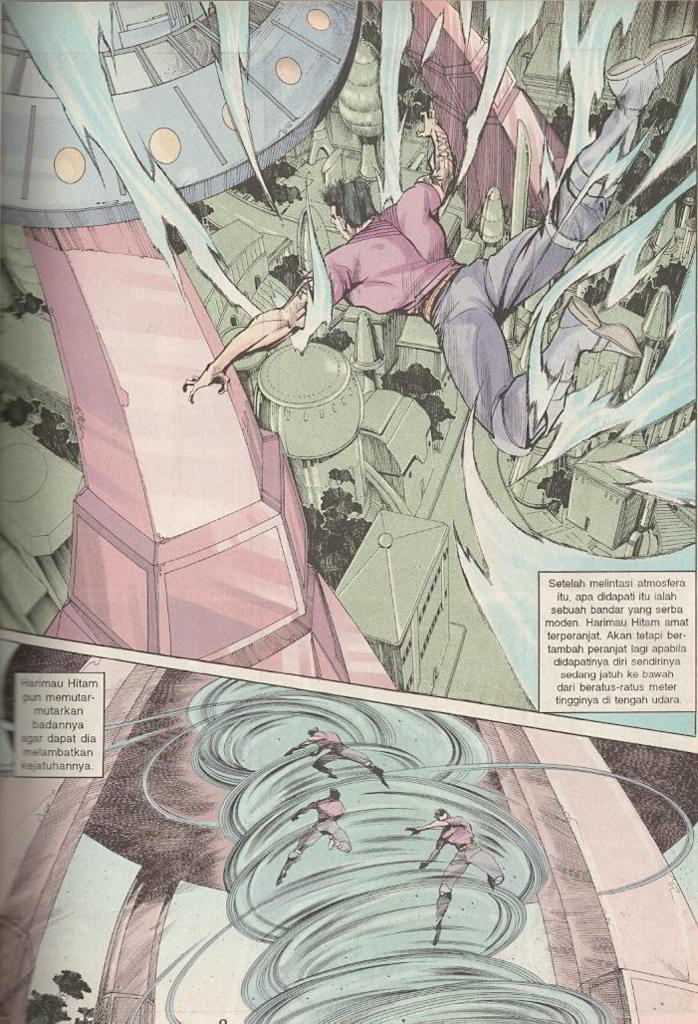 Setelah melintasi atmosfera
itu, apa didapati itu ialah
sebuah bandar yang serba
moden. Harimau Hitam amat
terperanjat. Akan tetapi ber-
tambah peranjat lagi apabila
didapatinya diri sendirinya
sedang jatuh ke bawah
dari beratus-ratus meter
tingginya di tengah udara.
Harimau Hitam
pun memutar-
mutarkan
badannya
agar dapat dia
melambatkan
kejatuhannya.